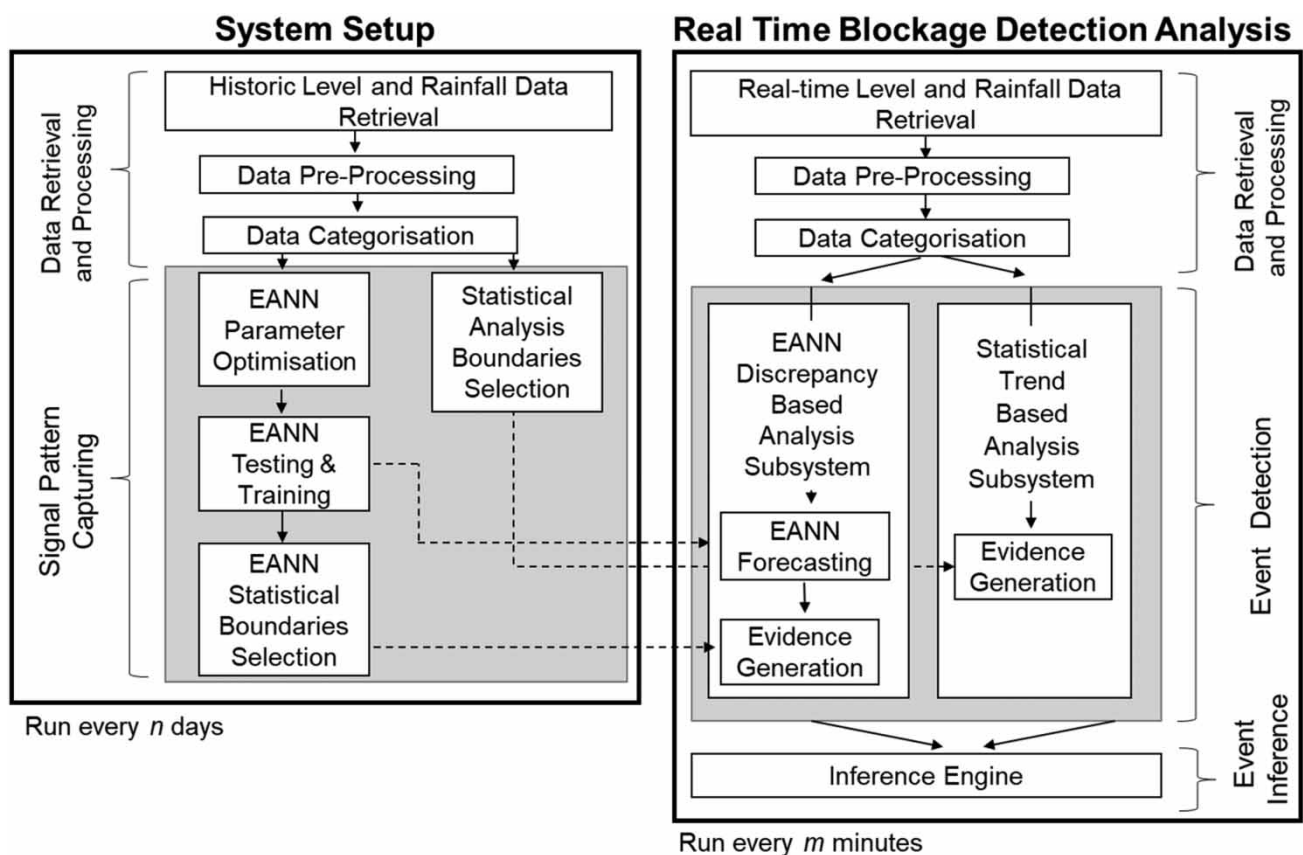 System Setup
Data Retrieval
and Processing
Historic Level and Rainfall Data
Retrieval
Data Pre-Processing
Data Categorisation
Signal Pattern
Capturing
EANN
Parameter
Optimisation
Statistical
Analysis
Boundaries
Selection
EANN
Testing &
Training
EANN
Statistical
Boundaries
Selection
Run every n days
Real Time Blockage Detection Analysis
Real-time Level and Rainfall Data
Retrieval
Data Pre-Processing
Data Categorisation
Data Retrieval
and Processing
EANN
Discrepancy
Based
Analysis
Subsystem
EANN
Forecasting
Evidence
Generation
Statistical
Trend
Based
Analysis
Subsystem
Evidence
Generation
Event Detection
Inference Engine
Event
Inference
Run every m minutes